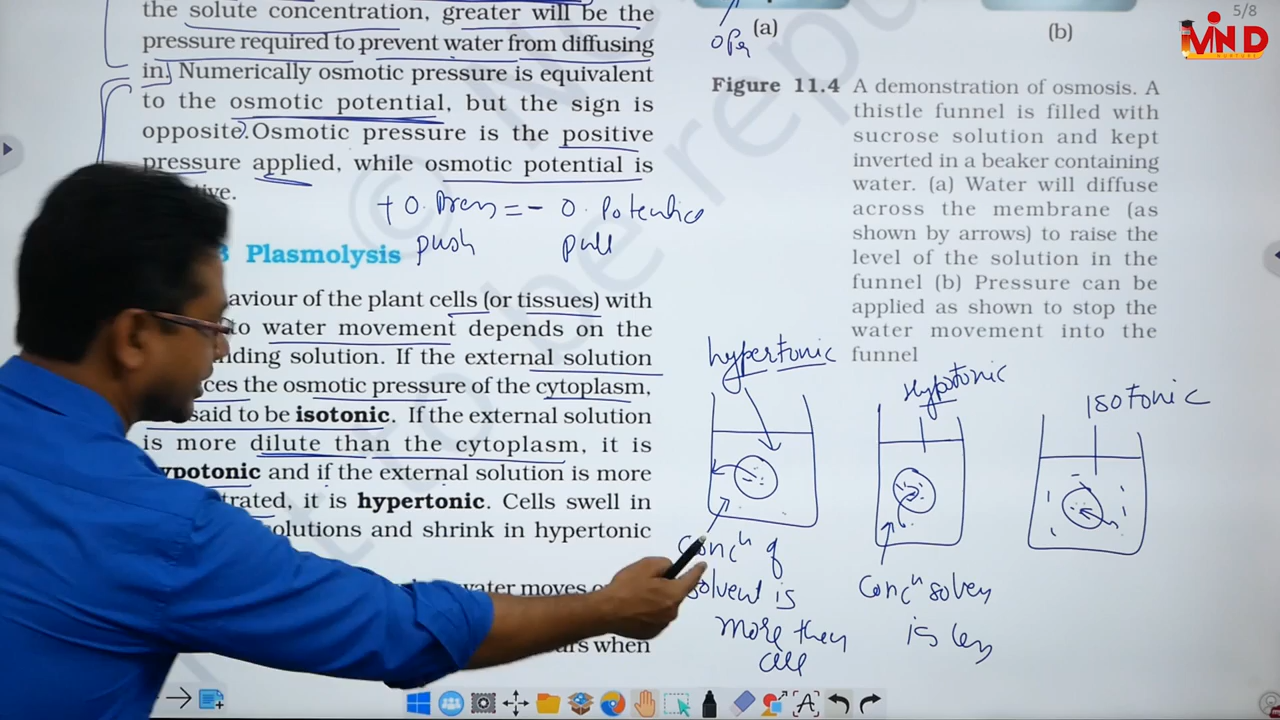 the solute concentration, greater will be the
pressure required to prevent water from diffusing
in. Numerically osmotic pressure is equivalent
to the osmotic potential, but the sign is
opposite. Osmotic pressure is the positive
pressure applied, while osmotic potential is
+ O. Press = - O. Potential
push pull
Plasmolysis
aviour of the plant cells (or tissues) with
to water movement depends on the
nding solution. If the external solution
ces the osmotic pressure of the cytoplasm,
said to be isotonic. If the external solution
is more dilute than the cytoplasm, it is
ypotonic and if the external solution is more
trated, it is hypertonic. Cells swell in
olutions and shrink in hypertonic
water moves
when
(a)
(b)
Figure 11.4 A demonstration of osmosis. A
thistle funnel is filled with
sucrose solution and kept
inverted in a beaker containing
water. (a) Water will diffuse
across the membrane (as
shown by arrows) to raise the
level of the solution in the
funnel (b) Pressure can be
applied as shown to stop the
water movement into the
funnel
hypertonic
Hypotonic
Isotonic
Concn of
solvent is
more then
cell
Concn solven
is less
5/8
MIND